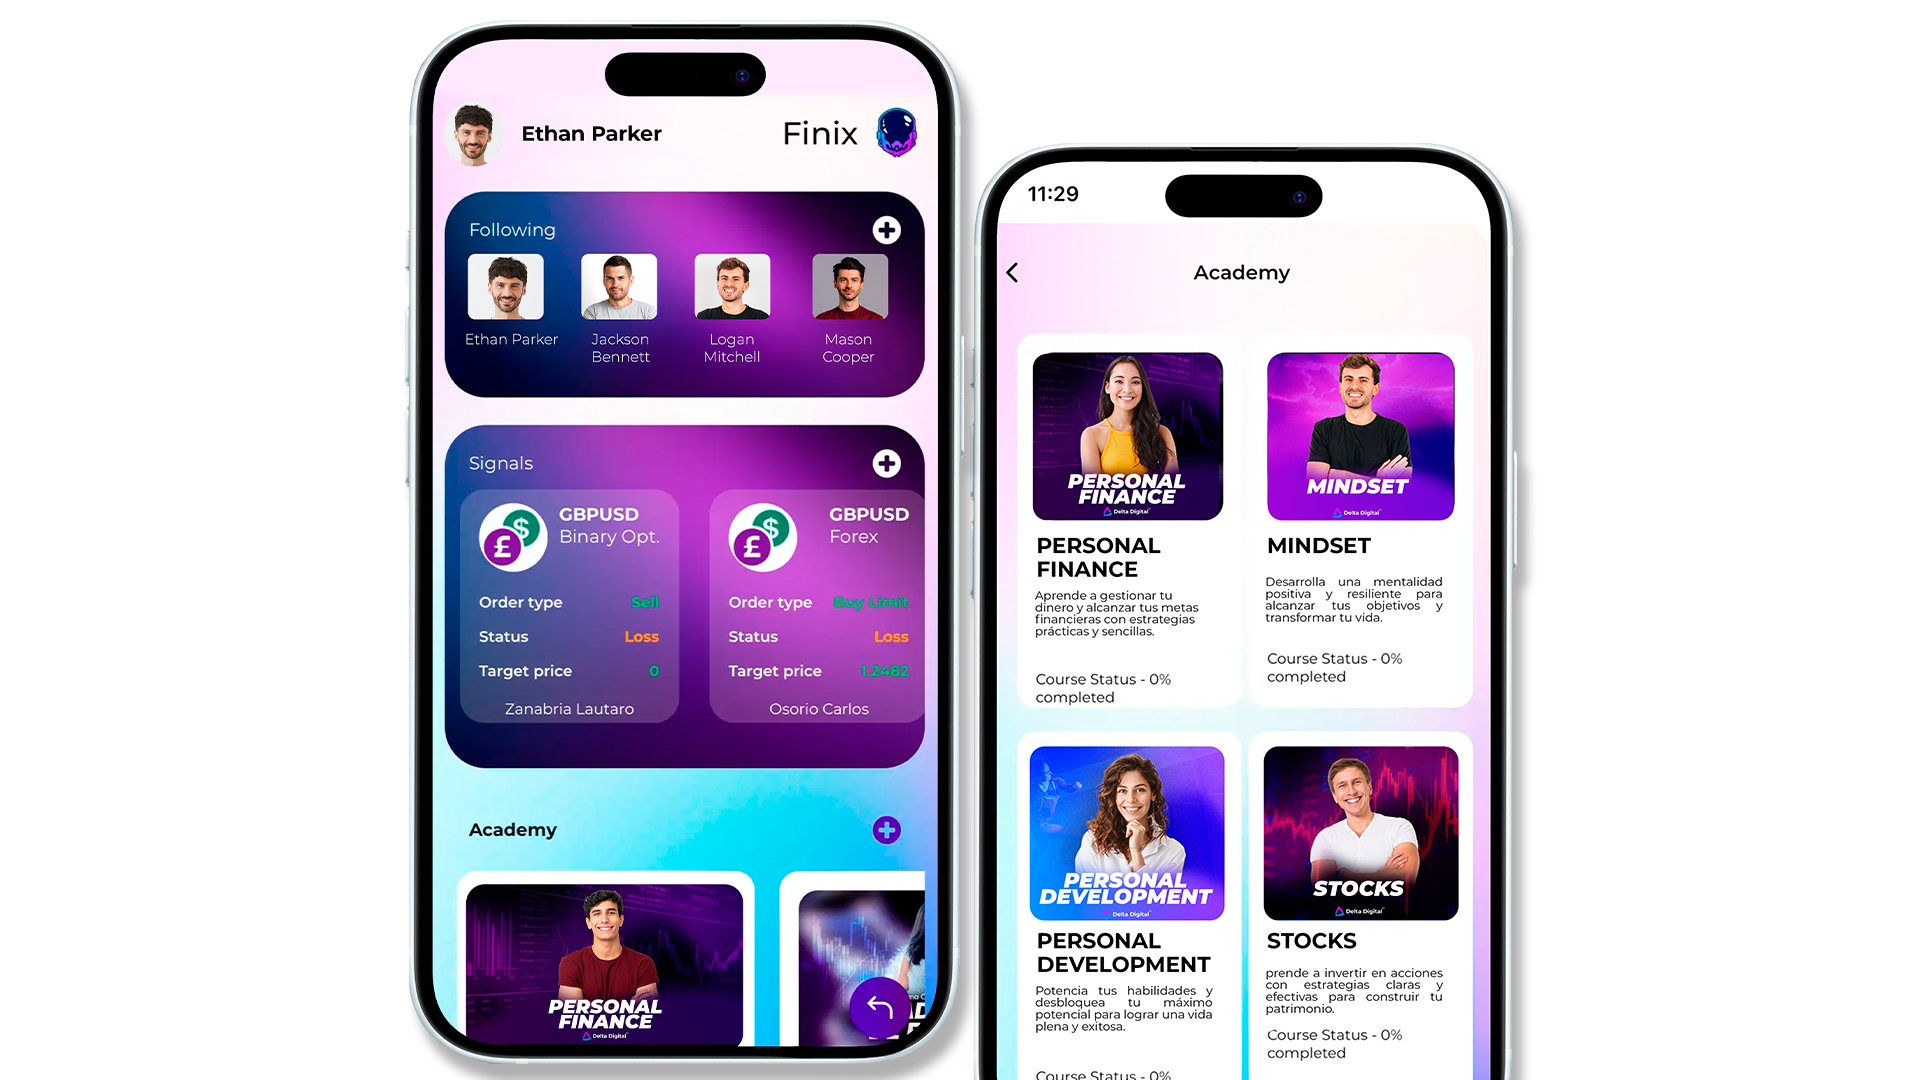 Ethan Parker
Finix
Following
Ethan Parker
Jackson
Bennett
Logan
Mitchell
Mason
Cooper
Signals
GBPUSD
Binary Opt.
Order type Sell
Status Loss
Target price 0
Zanabria Lautaro
GBPUSD
Forex
Order type Buy Limit
Status Loss
Target price 1.2482
Osorio Carlos
Academy
PERSONAL
FINANCE
Delta Digital
11:29
Academy
PERSONAL
FINANCE
Delta Digital
PERSONAL
FINANCE
Aprende a gestionar tu
dinero y alcanzar tus metas
financieras con estrategias
prácticas y sencillas.
Course Status - 0%
completed
MINDSET
Delta Digital
MINDSET
Desarrolla una mentalidad
positiva y resiliente para
alcanzar tus objetivos y
transformar tu vida.
Course Status - 0%
completed
PERSONAL
DEVELOPMENT
Delta Digital
PERSONAL
DEVELOPMENT
Potencia tus habilidades y
desbloquea tu máximo
potencial para lograr una vida
plena y exitosa.
Course Status - 0%
STOCKS
Delta Digital
STOCKS
prende a invertir en acciones
con estrategias claras y
efectivas para construir tu
patrimonio.
Course Status - 0%
completed